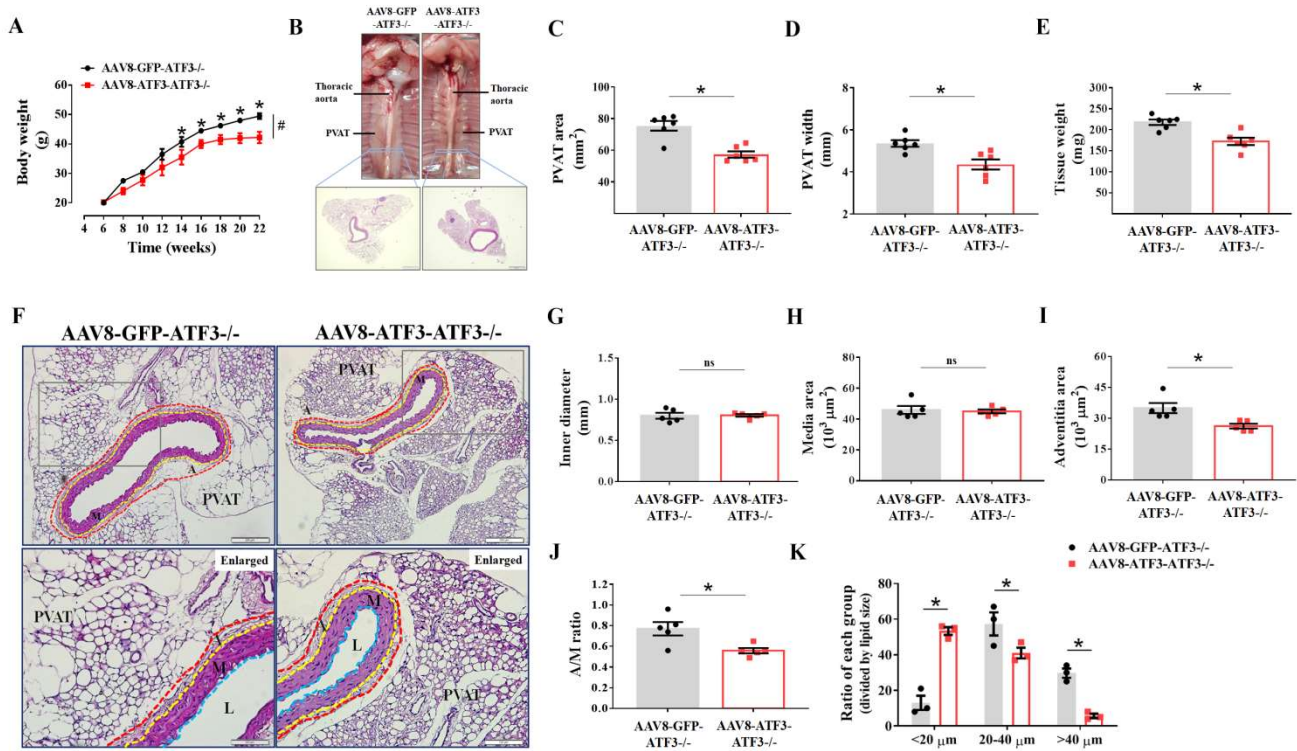 A
AAV8-GFP-ATF3-/-
AAV8-ATF3-ATF3-/-
Body weight
(g)
60
50
40
30
20
* * * * *
#
4 6 8 10 12 14 16 18 20 22
Time (weeks)
B
AAV8-GFP
-ATF3-/-
AAV8-ATF3
-ATF3-/-
Thoracic
aorta
Thoracic
aorta
PVAT
PVAT
C
PVAT area
(mm²)
100
80
60
40
*
AAV8-GFP-
ATF3-/-
AAV8-ATF3-
ATF3-/-
D
PVAT width
(mm)
8
6
4
2
*
AAV8-GFP-
ATF3-/-
AAV8-ATF3-
ATF3-/-
E
Tissue weight
(mg)
300
250
200
150
100
50
0
*
AAV8-GFP-
ATF3-/-
AAV8-ATF3-
ATF3-/-
F
AAV8-GFP-ATF3-/-
AAV8-ATF3-ATF3-/-
A
M
PVAT
PVAT
M
A
PVAT
Enlarged
PVAT
A
M
L
Enlarged
M
A
L
PVAT
G
Inner diameter
(mm)
1.5
1.0
0.5
0.0
ns
AAV8-GFP-
ATF3-/-
AAV8-ATF3-
ATF3-/-
H
Media area
(10³ μm²)
80
60
40
20
0
ns
AAV8-GFP-
ATF3-/-
AAV8-ATF3-
ATF3-/-
I
Adventitia area
(10³ μm²)
60
45
30
15
0
*
AAV8-GFP-
ATF3-/-
AAV8-ATF3-
ATF3-/-
J
A/M ratio
1.2
1.0
0.8
0.6
0.4
0.2
0.0
*
AAV8-GFP-
ATF3-/-
AAV8-ATF3-
ATF3-/-
K
AAV8-GFP-ATF3-/-
AAV8-ATF3-ATF3-/-
Ratio of each group
(divided by lipid size)
80
60
40
20
0
* * *
<20 μm 20-40 μm >40 μm